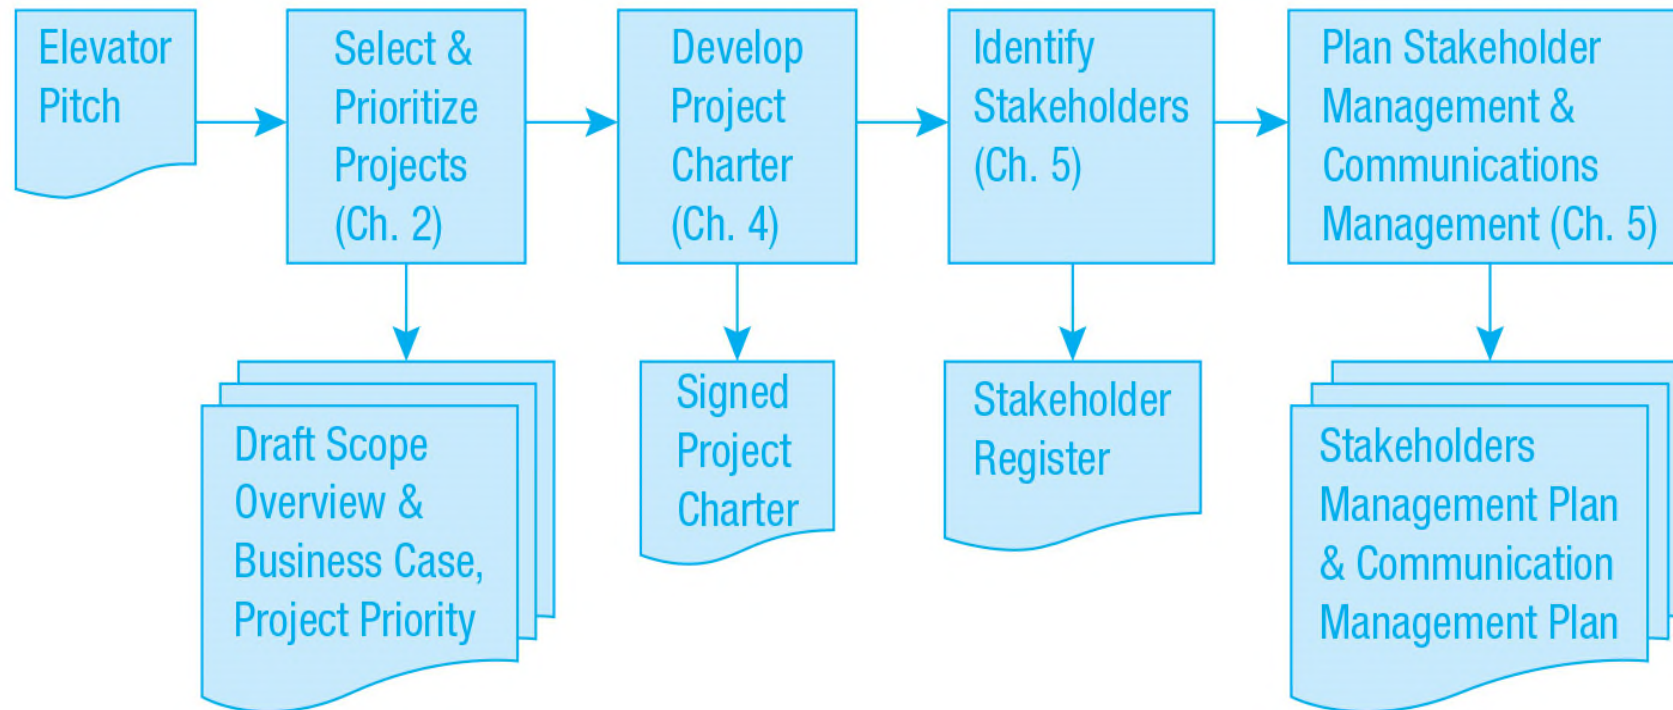 Elevator
Pitch
Select &
Prioritize
Projects
(Ch. 2)
Develop
Project
Charter
(Ch. 4)
Identify
Stakeholders
(Ch. 5)
Plan Stakeholder
Management &
Communications
Management (Ch. 5)
Draft Scope
Overview &
Business Case,
Project Priority
Signed
Project
Charter
Stakeholder
Register
Stakeholders
Management Plan
& Communication
Management Plan